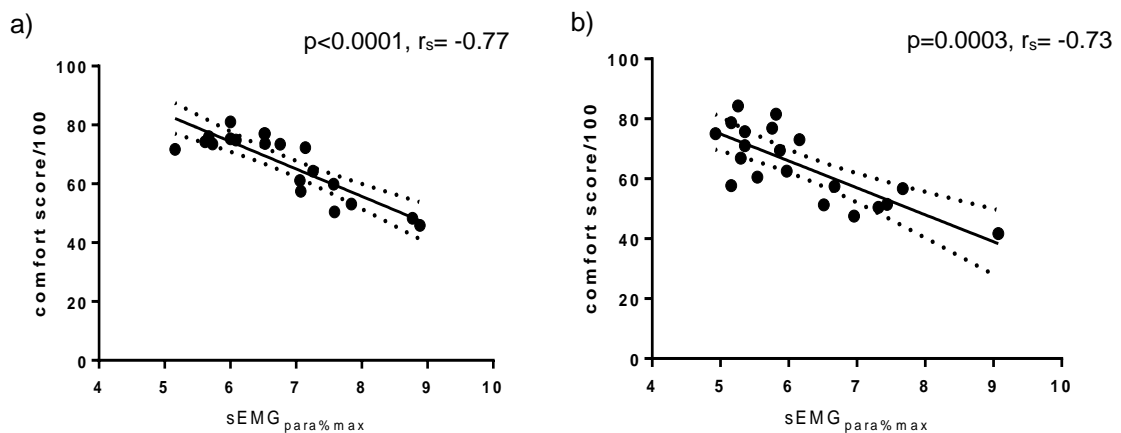 a)
p<0.0001, rs= -0.77
100
80
60
40
20
0
comfort score/100
4 5 6 7 8 9 10
sEMGpara%max
b)
p=0.0003, rs= -0.73
100
80
60
40
20
0
comfort score/100
4 5 6 7 8 9 10
sEMGpara%max